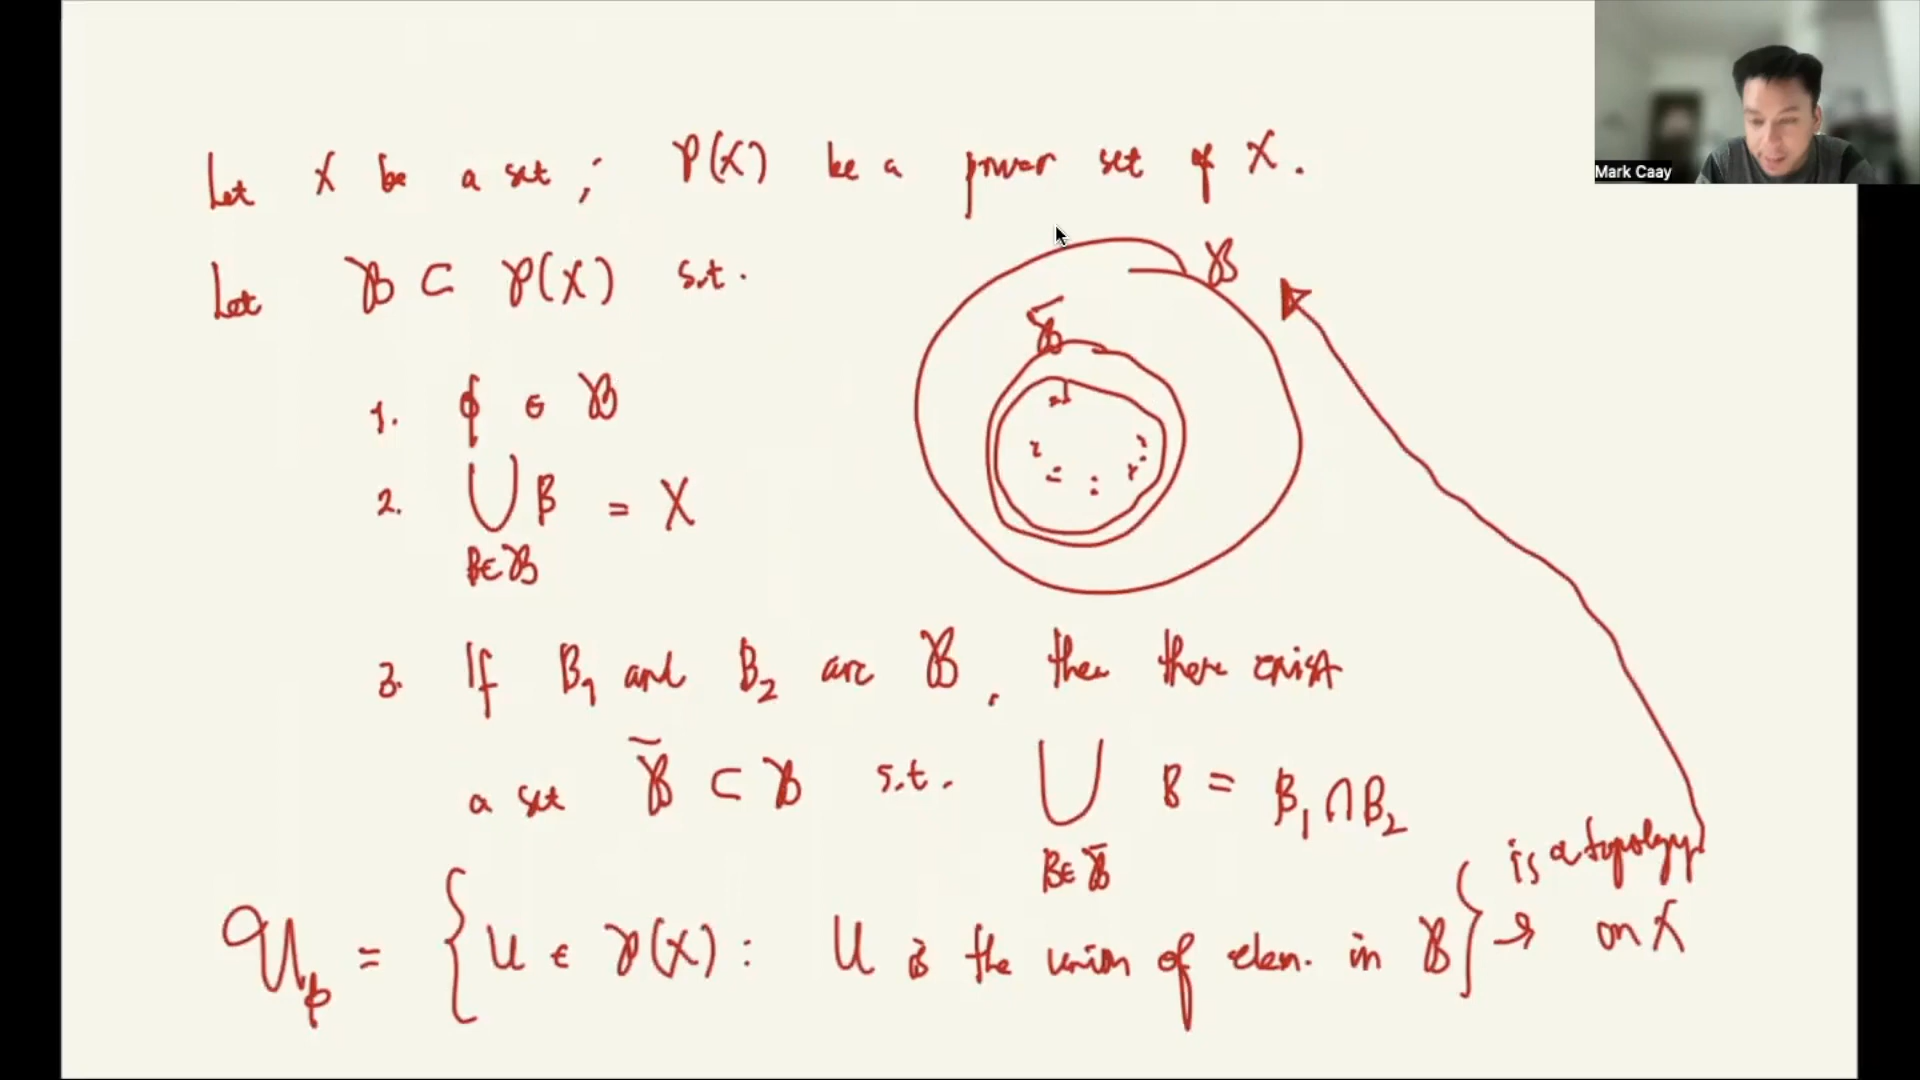 Mark Caay
Let X be a set ; P(X) be a power set of X .
Let 𝓑 ⊂ P(X) s.t.
𝓑
𝓑̄
1. ϕ ∈ 𝓑
2. ⋃ B = X
B∈𝓑
3. If B₁ and B₂ are 𝓑 , then there exist
a set 𝓑̄ ⊂ 𝓑 s.t. ⋃ B = B₁ ∩ B₂
B∈ 𝓑̄
is a topology
𝒰 = { U ∈ P(X) : U is the union of elem. in 𝓑 } → on X